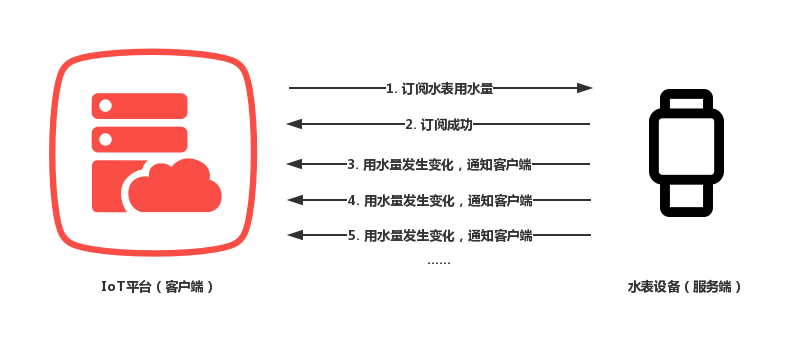 1. 订阅水表用水量
2. 订阅成功
3. 用水量发生变化，通知客户端
4. 用水量发生变化，通知客户端
5. 用水量发生变化，通知客户端
......
IoT平台（客户端）
水表设备（服务端）